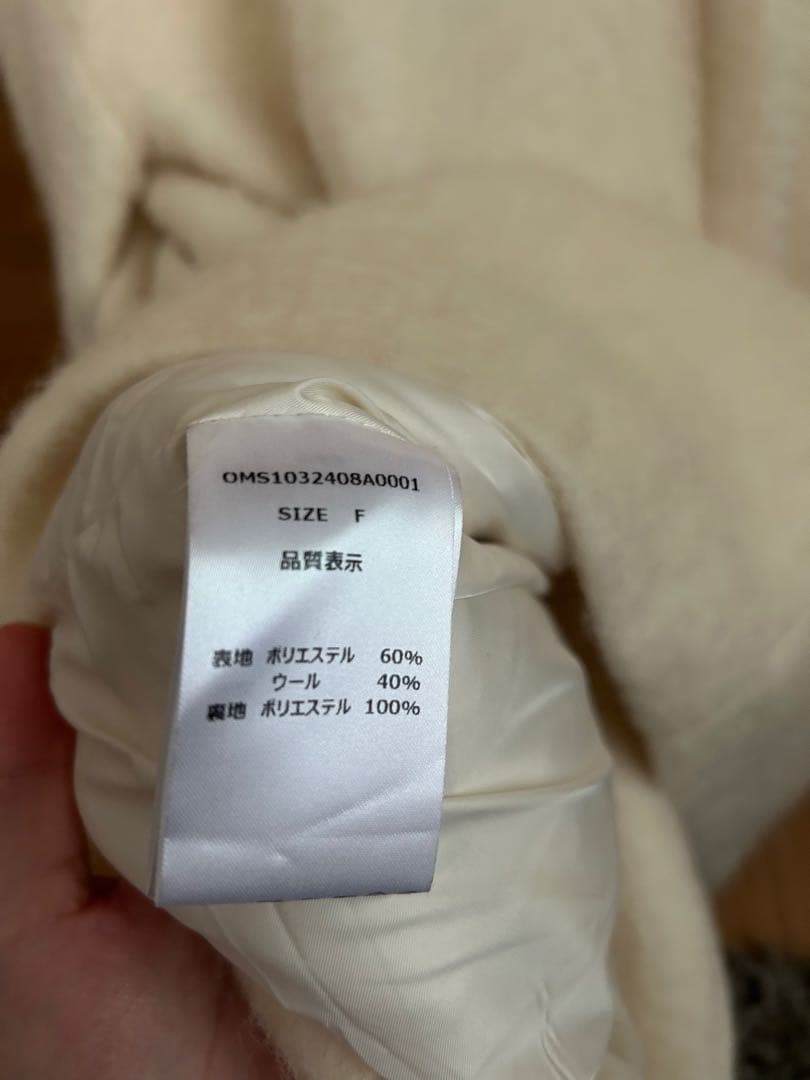 OMS1032408A0001
SIZE F
品質表示
表地 ポリエステル 60%
ウール 40%
裏地 ポリエステル 100%